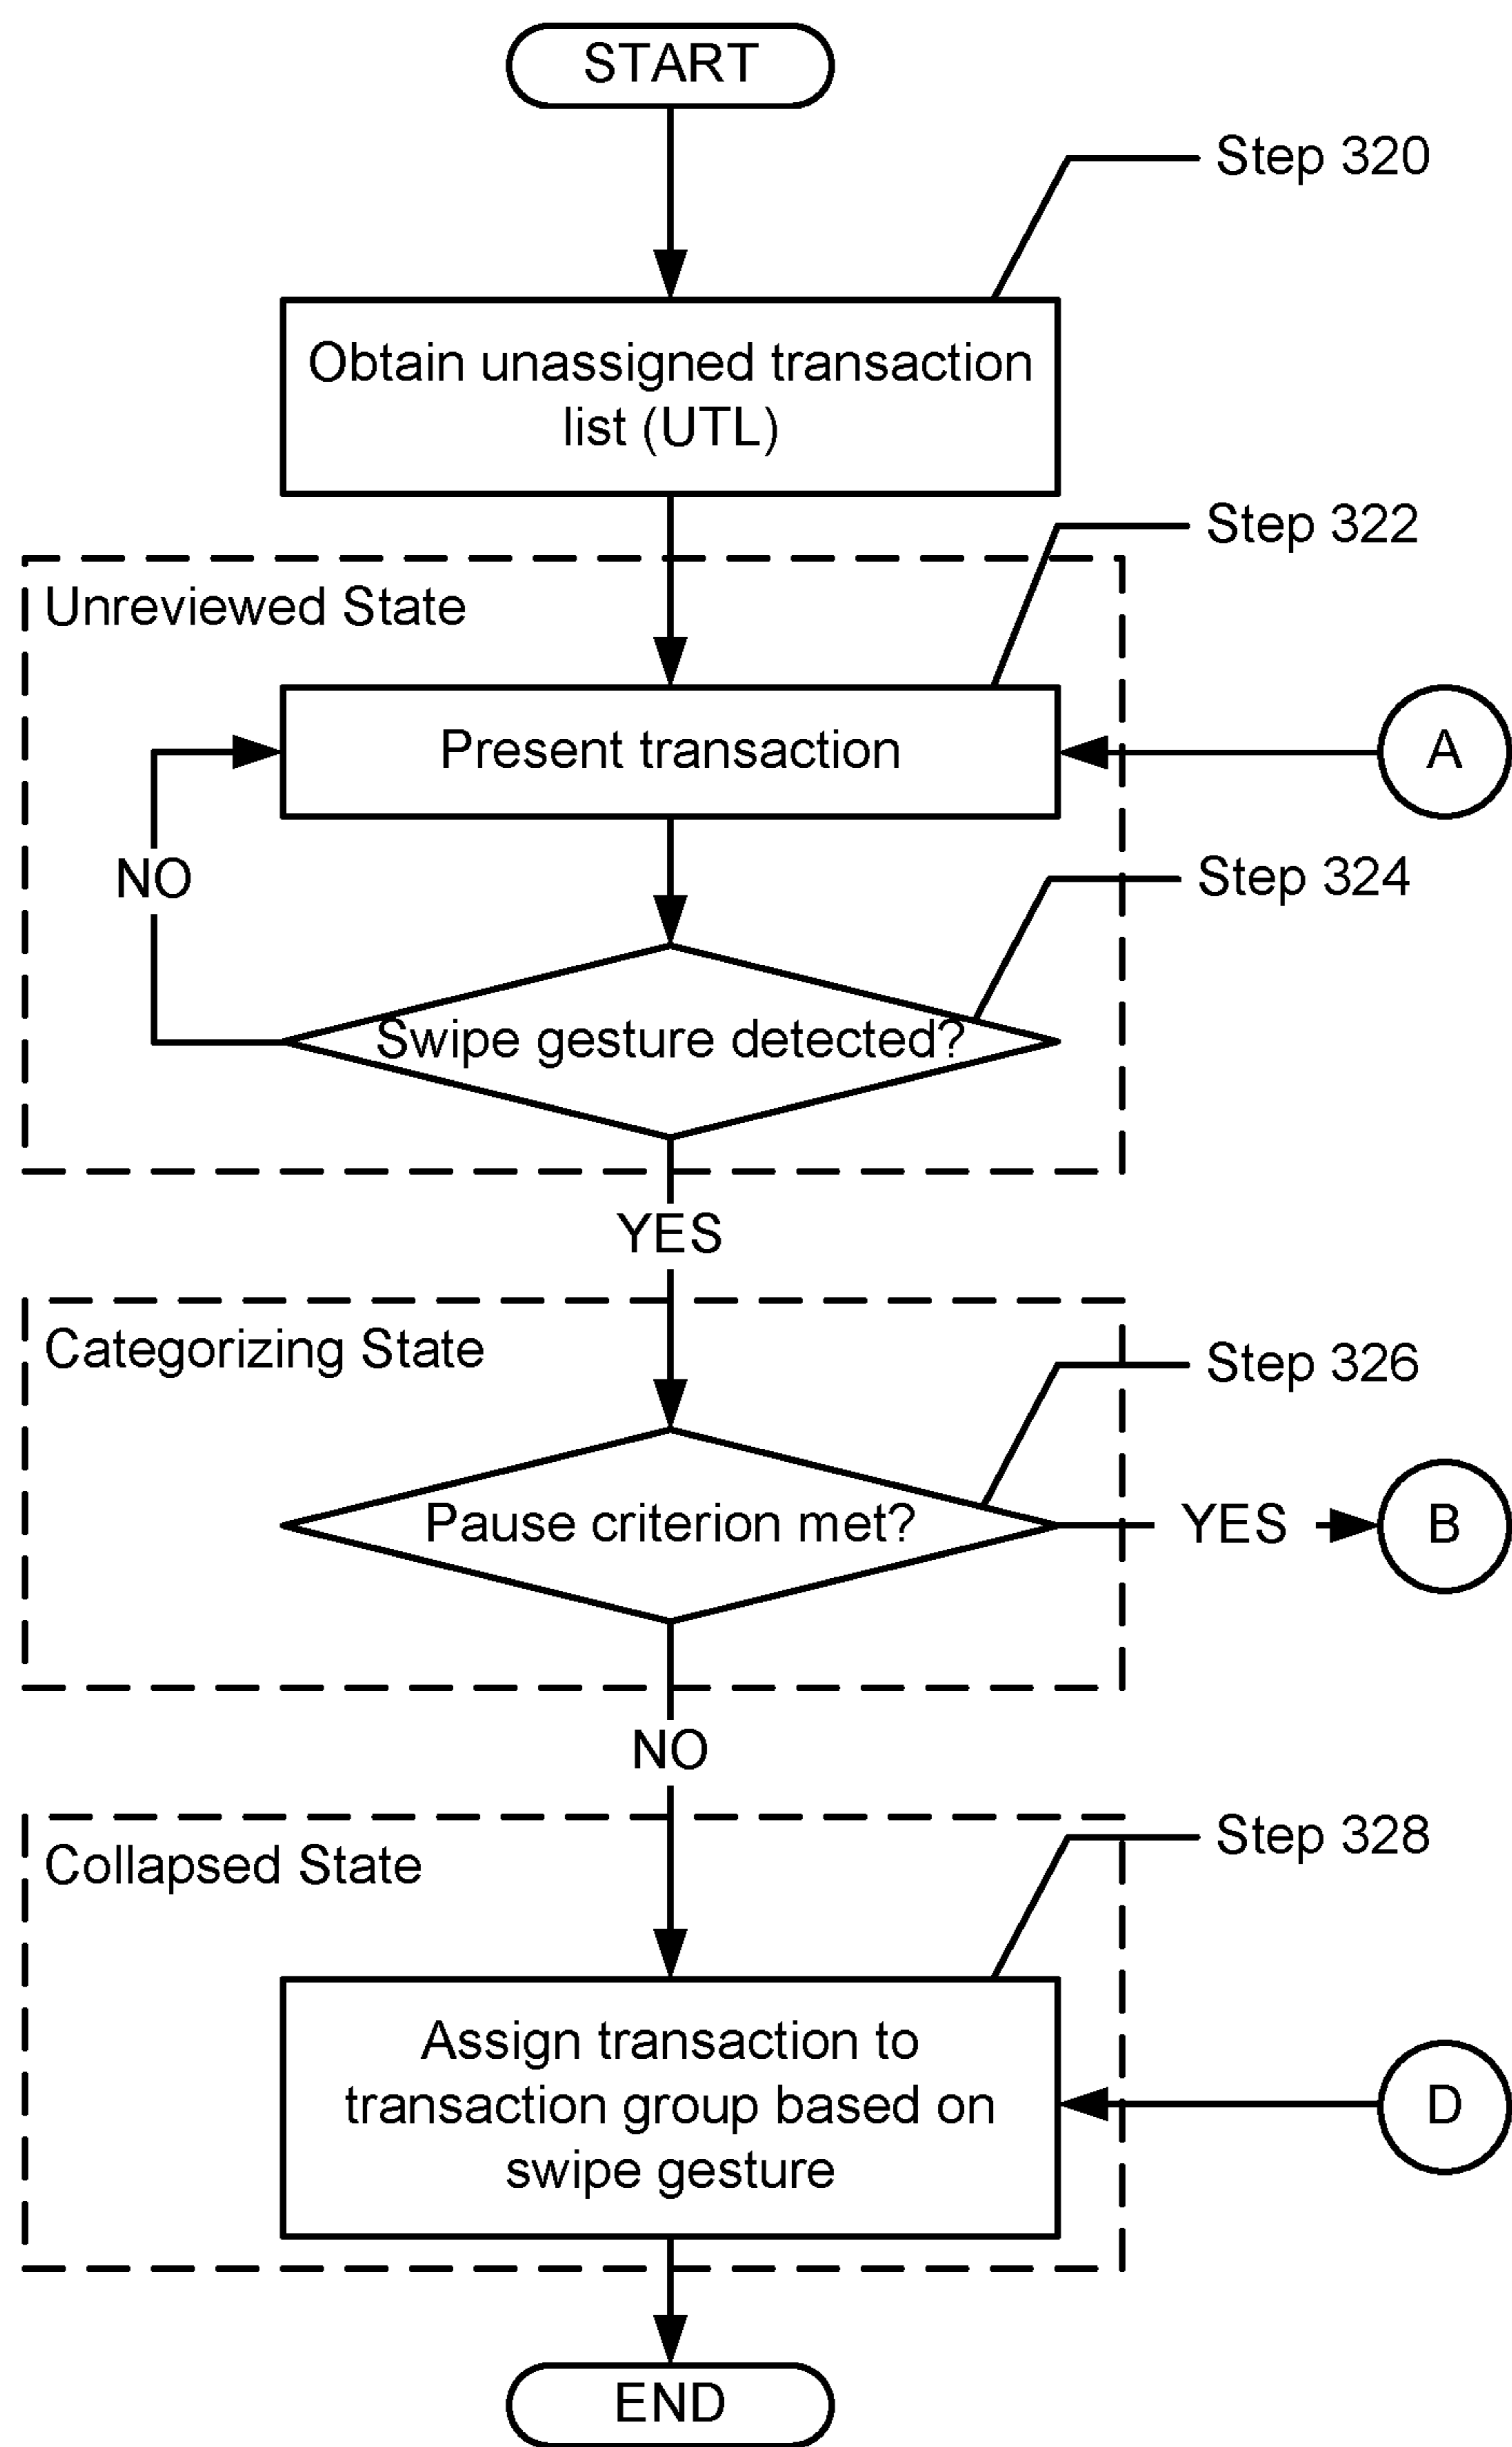 START
Step 320
Obtain unassigned transaction
list (UTL)
Step 322
Unreviewed State
Present transaction
A
NO
Step 324
Swipe gesture detected?
YES
Categorizing State
Step 326
Pause criterion met?
YES
B
NO
Step 328
Collapsed State
Assign transaction to
transaction group based on
swipe gesture
D
END